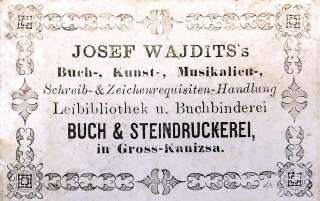 JOSEF WAJDITS's
Buch-, Kunst-, Musikalien-,
Schreib- & Zeichenrequisiten-Handlung
Leibibliothek u. Buchbinderei
BUCH & STEINDRUCKEREI,
in Gross-Kanizsa.